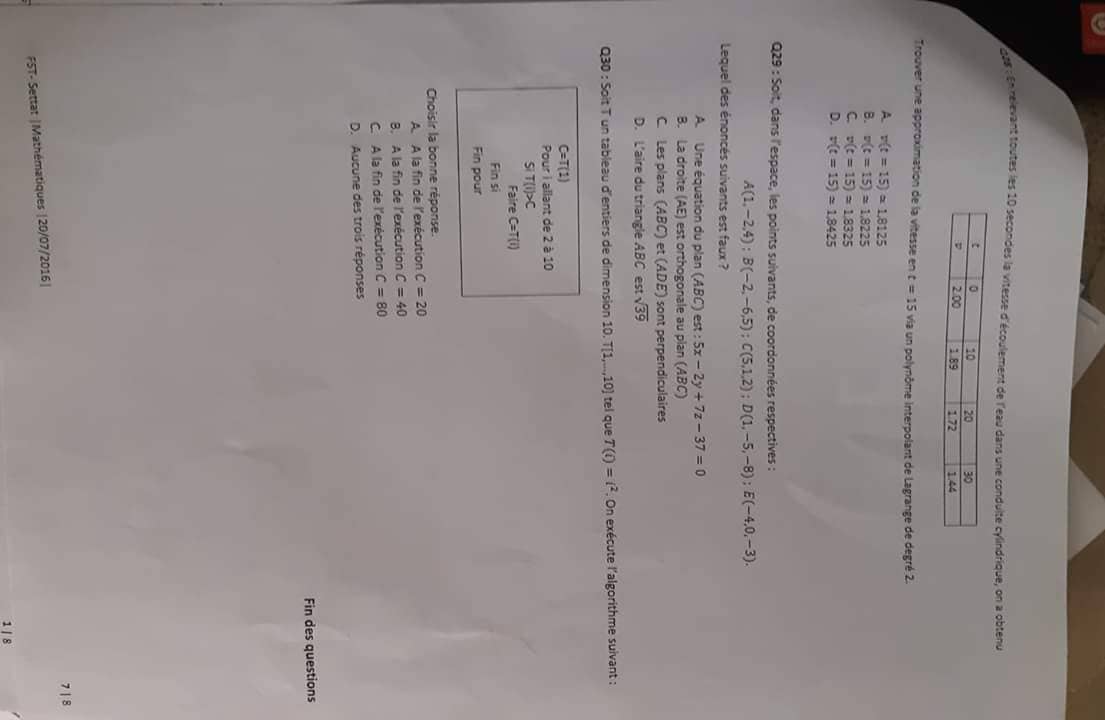 Q28 : En relevant toutes les 10 secondes la vitesse d'écoulement de l'eau dans une conduite cylindrique, on a obtenu
t 0 10 20 30
v 2.00 1.89 1.72 1.44
Trouver une approximation de la vitesse en t = 15 via un polynôme interpolant de Lagrange de degré 2.
A. v(t = 15) ≃ 1,8125
B. v(t = 15) ≃ 1,8225
C. v(t = 15) ≃ 1,8325
D. v(t = 15) ≃ 1,8425
Q29 : Soit, dans l'espace, les points suivants, de coordonnées respectives :
A(1,−2,4) ; B(−2,−6,5) ; C(5,1,2) ; D(1,−5,−8) ; E(−4,0,−3).
Lequel des énoncés suivants est faux ?
A. Une équation du plan (ABC) est : 5x − 2y + 7z − 37 = 0
B. La droite (AE) est orthogonale au plan (ABC)
C. Les plans (ABC) et (ADE) sont perpendiculaires
D. L'aire du triangle ABC est √39
Q30 : Soit T un tableau d'entiers de dimension 10. T[1,...,10] tel que T(i) = i². On exécute l'algorithme suivant :
C=T(1)
Pour i allant de 2 à 10
Si T(i)>C
Faire C=T(i)
Fin si
Fin pour
Choisir la bonne réponse.
A. A la fin de l'exécution C = 20
B. A la fin de l'exécution C = 40
C. A la fin de l'exécution C = 80
D. Aucune des trois réponses
Fin des questions
7 | 8
FST- Settat |Mathématiques |20/07/2016|
1 | 8